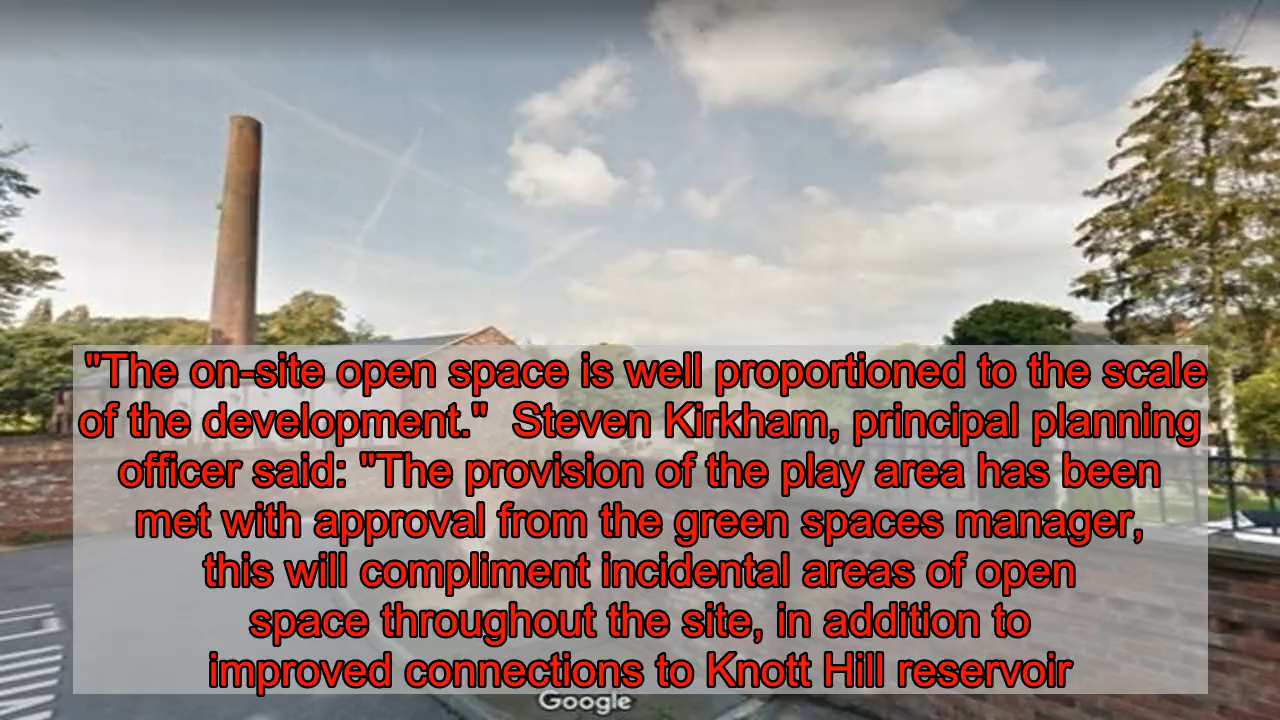 "The on-site open space is well proportioned to the scale
of the development."  Steven Kirkham, principal planning
officer said: "The provision of the play area has been
met with approval from the green spaces manager,
this will compliment incidental areas of open
space throughout the site, in addition to
improved connections to Knott Hill reservoir
Google